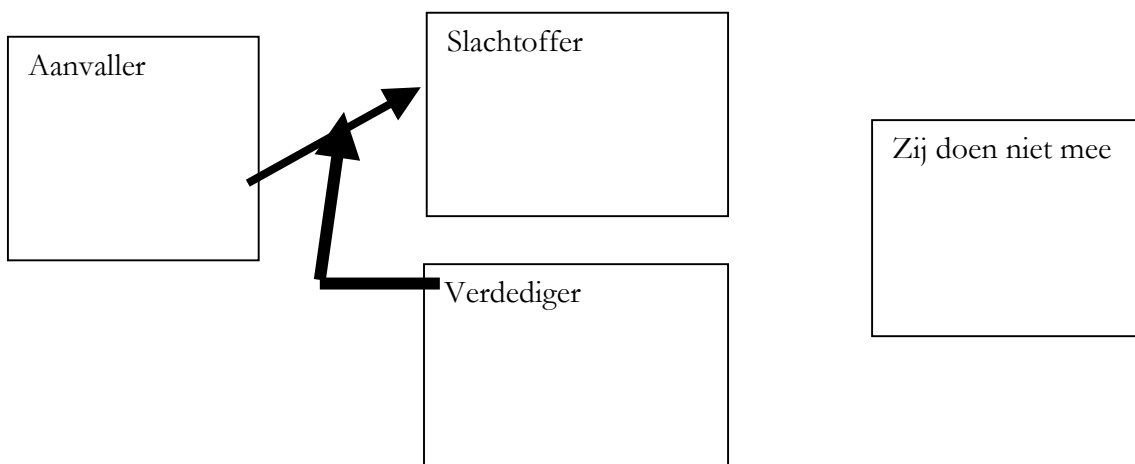 Aanvaller
Slachtoffer
Zij doen niet mee
Verdediger